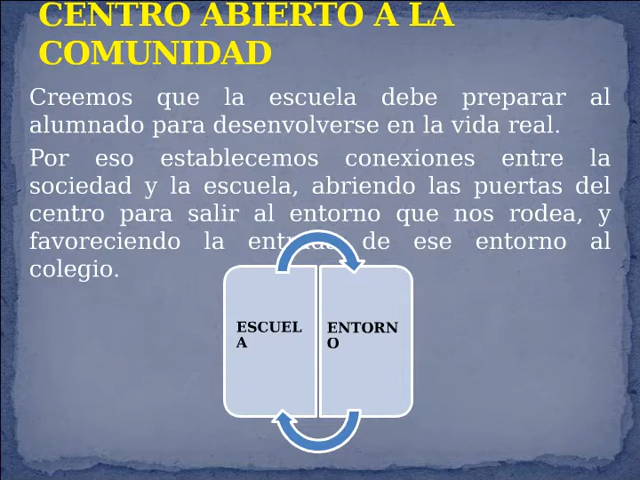 CENTRO ABIERTO A LA
COMUNIDAD
Creemos que la escuela debe preparar al
alumnado para desenvolverse en la vida real.
Por eso establecemos conexiones entre la
sociedad y la escuela, abriendo las puertas del
centro para salir al entorno que nos rodea, y
favoreciendo la entrada de ese entorno al
colegio.
ESCUEL
A
ENTORN
O